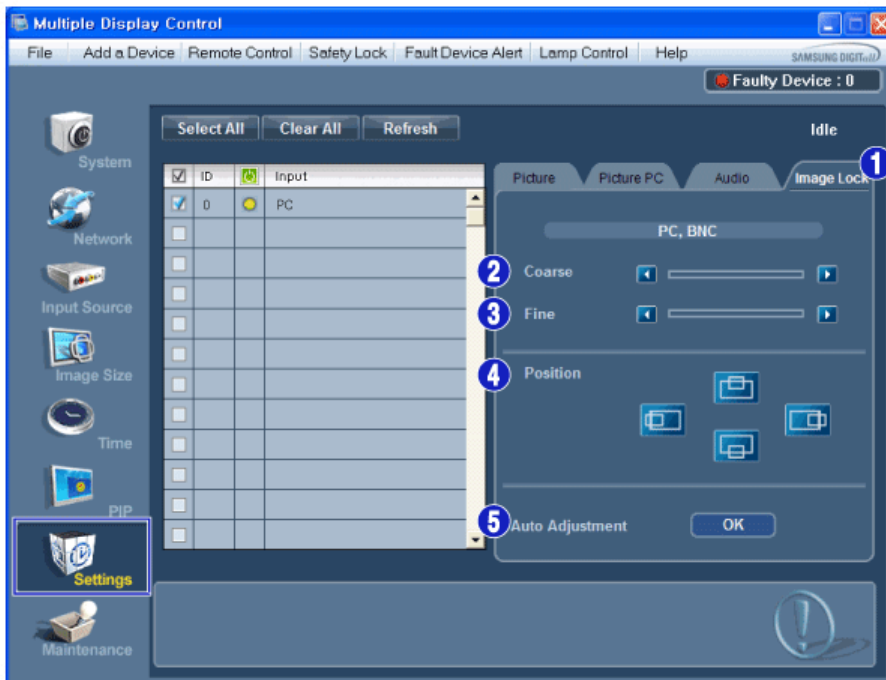 Multiple Display Control
File Add a Device Remote Control Safety Lock Fault Device Alert Lamp Control Help SAMSUNG DIGITall
Faulty Device : 0
Select All Clear All Refresh Idle
System
Network
Input Source
Image Size
Time
PIP
Settings
Maintenance
ID Input
0 PC
Picture Picture PC Audio Image Lock 1
PC, BNC
2 Coarse
3 Fine
4 Position
5 Auto Adjustment OK